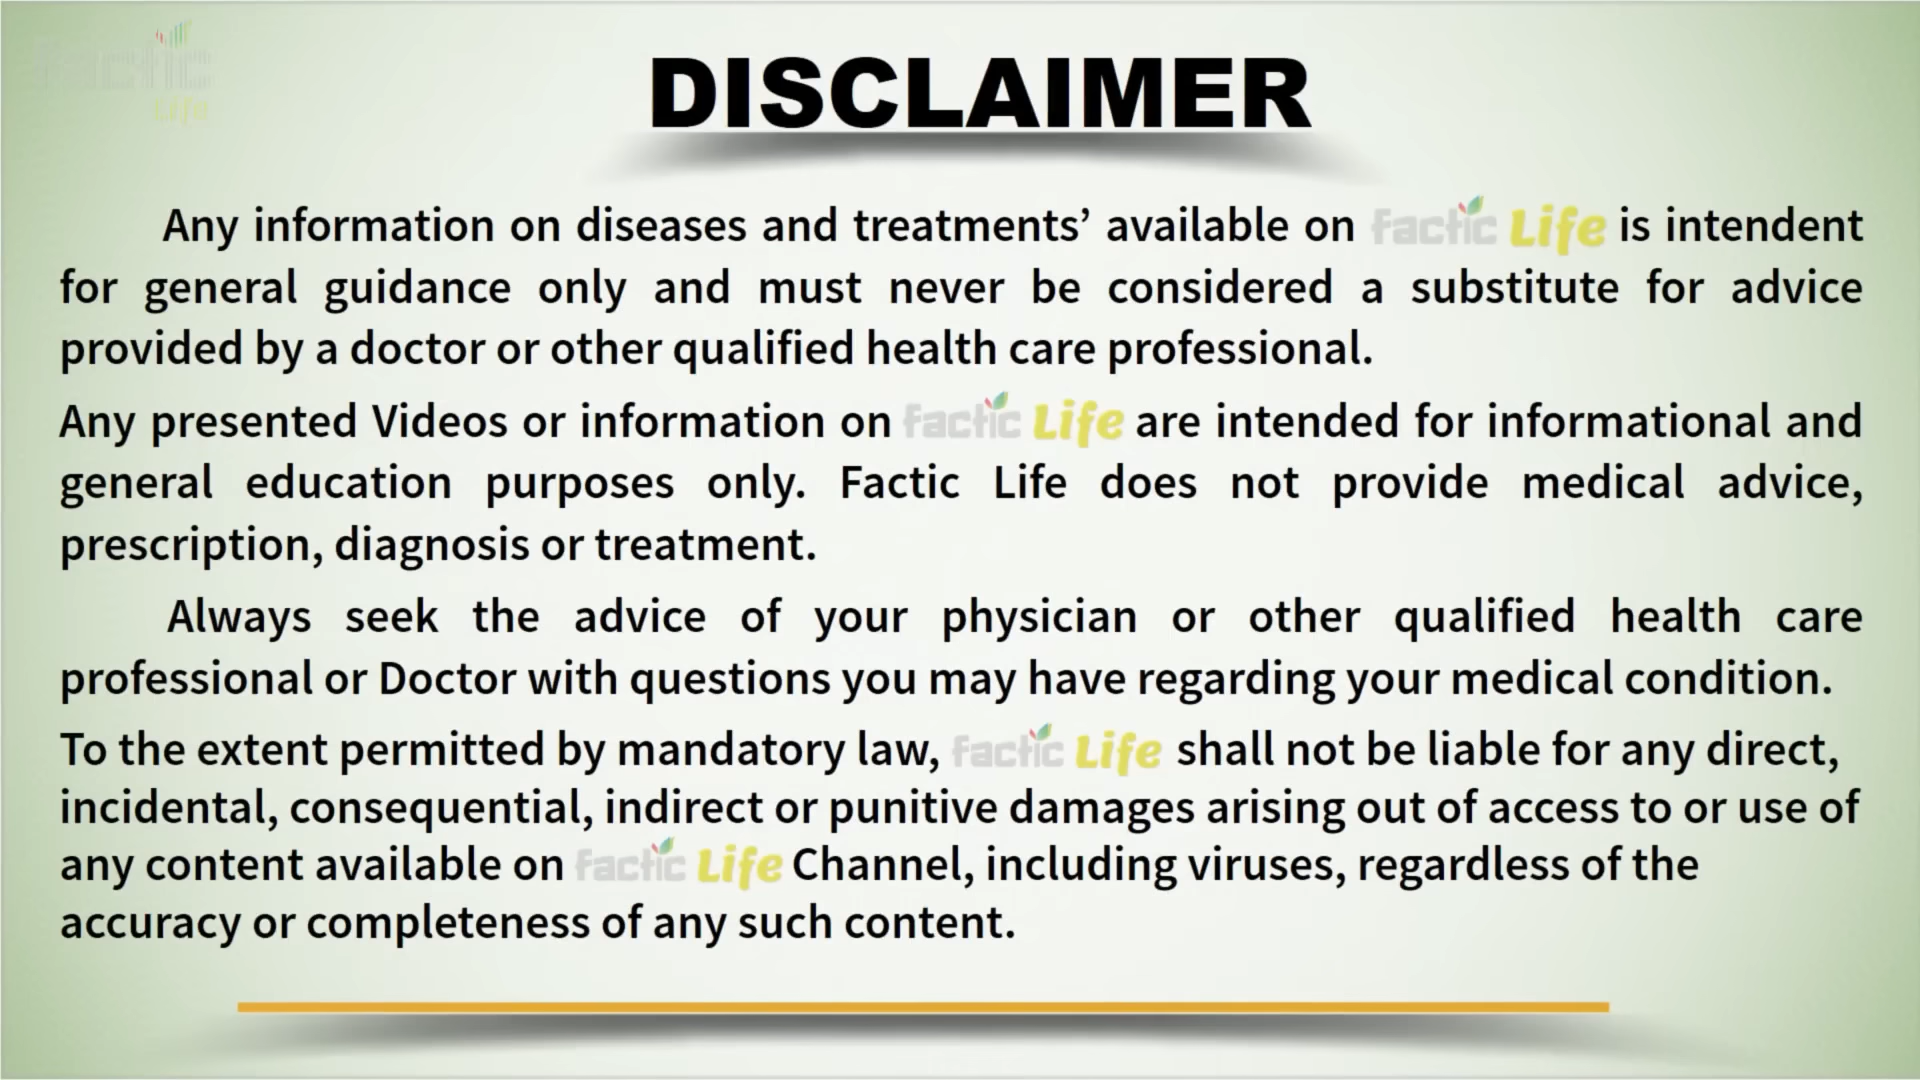 factic
Life
DISCLAIMER
Any information on diseases and treatments’ available on factic Life is intendent
for general guidance only and must never be considered a substitute for advice
provided by a doctor or other qualified health care professional.
Any presented Videos or information on factic Life are intended for informational and
general education purposes only. Factic Life does not provide medical advice,
prescription, diagnosis or treatment.
Always seek the advice of your physician or other qualified health care
professional or Doctor with questions you may have regarding your medical condition.
To the extent permitted by mandatory law, factic Life shall not be liable for any direct,
incidental, consequential, indirect or punitive damages arising out of access to or use of
any content available on factic Life Channel, including viruses, regardless of the
accuracy or completeness of any such content.